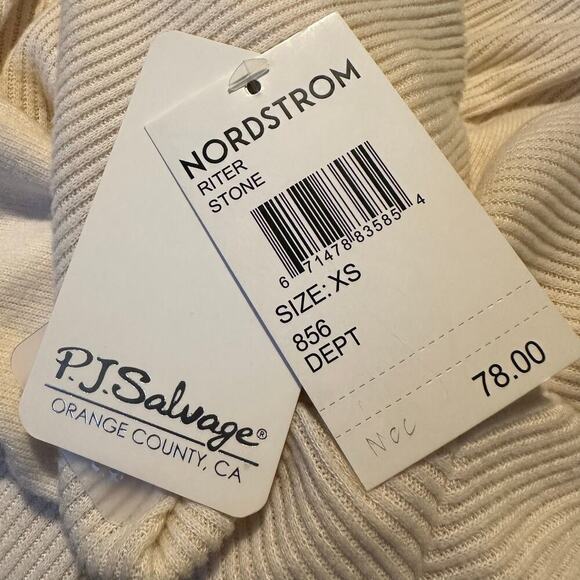 NORDSTROM
RITER
STONE
6 71478 83585 4
SIZE: XS
856
DEPT
78.00
NOC
P.J.Salvage®
ORANGE COUNTY, CA